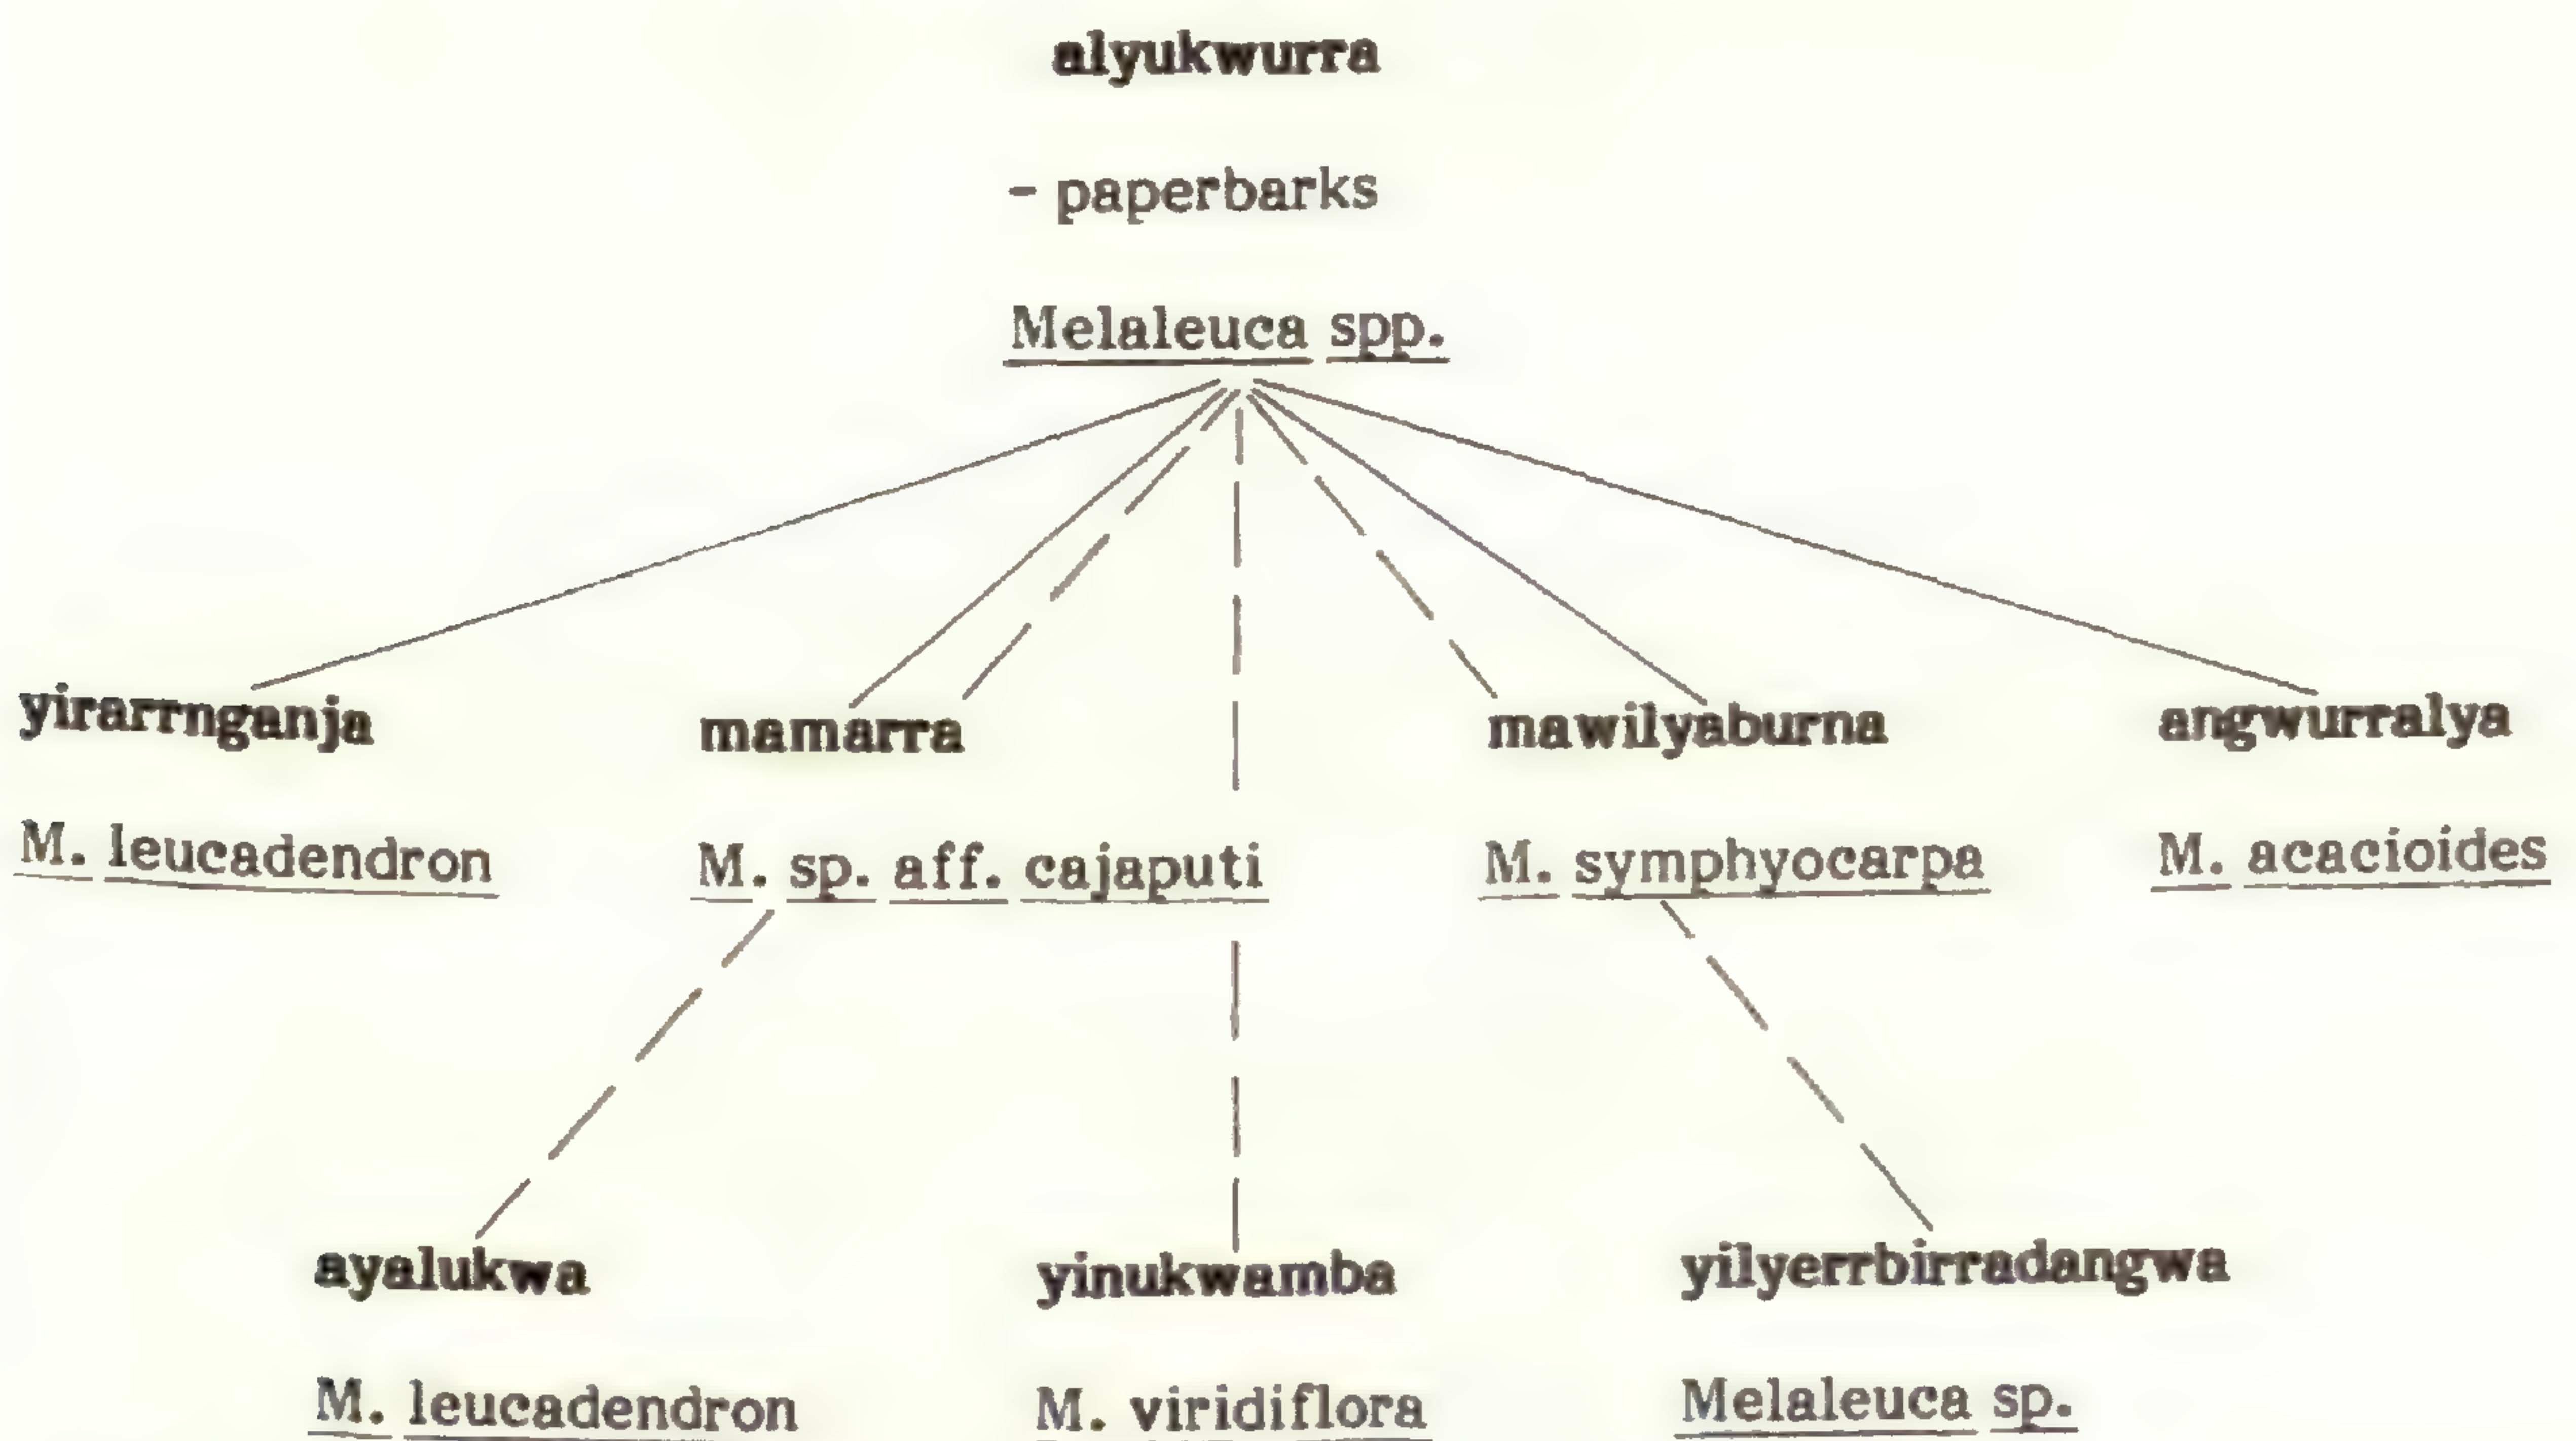 alyukwurra
- paperbarks
Melaleuca spp.
yirarrnganja
mamarra
mawilyaburna
angwurralya
M. leucadendron
M. sp. aff. cajaputi
M. symphyocarpa
M. acacioides
ayalukwa
yinukwamba
yilyerrbirradangwa
M. leucadendron
M. viridiflora
Melaleuca sp.